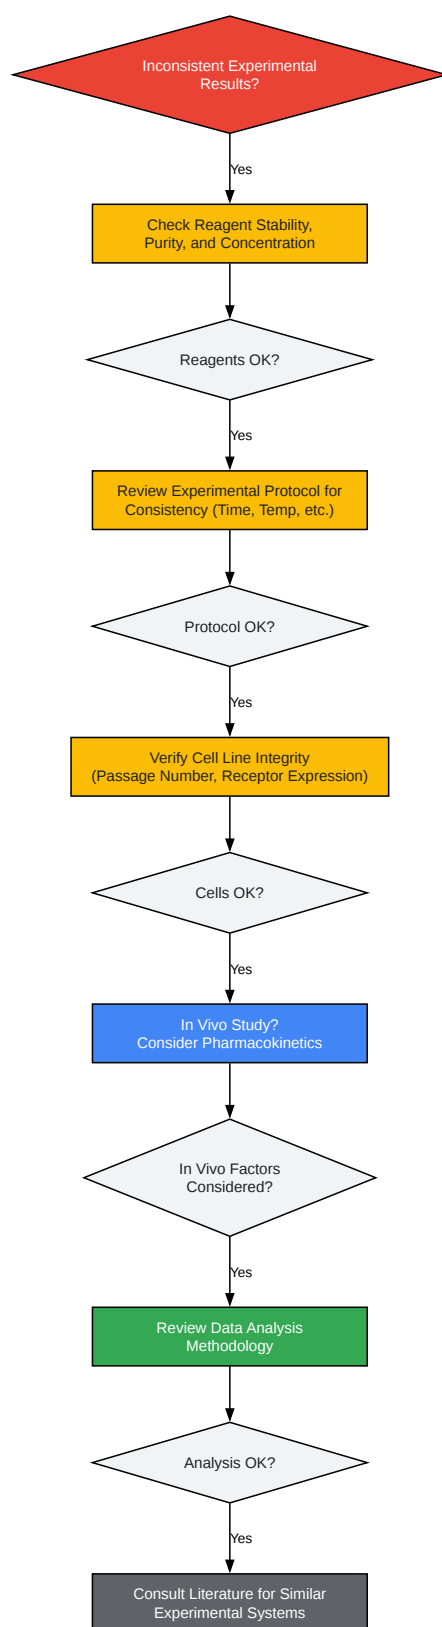 Inconsistent Experimental
Results?
Yes
Check Reagent Stability,
Purity, and Concentration
Reagents OK?
Yes
Review Experimental Protocol for
Consistency (Time, Temp, etc.)
Protocol OK?
Yes
Verify Cell Line Integrity
(Passage Number, Receptor Expression)
Cells OK?
Yes
In Vivo Study?
Consider Pharmacokinetics
In Vivo Factors
Considered?
Yes
Review Data Analysis
Methodology
Analysis OK?
Yes
Consult Literature for Similar
Experimental Systems